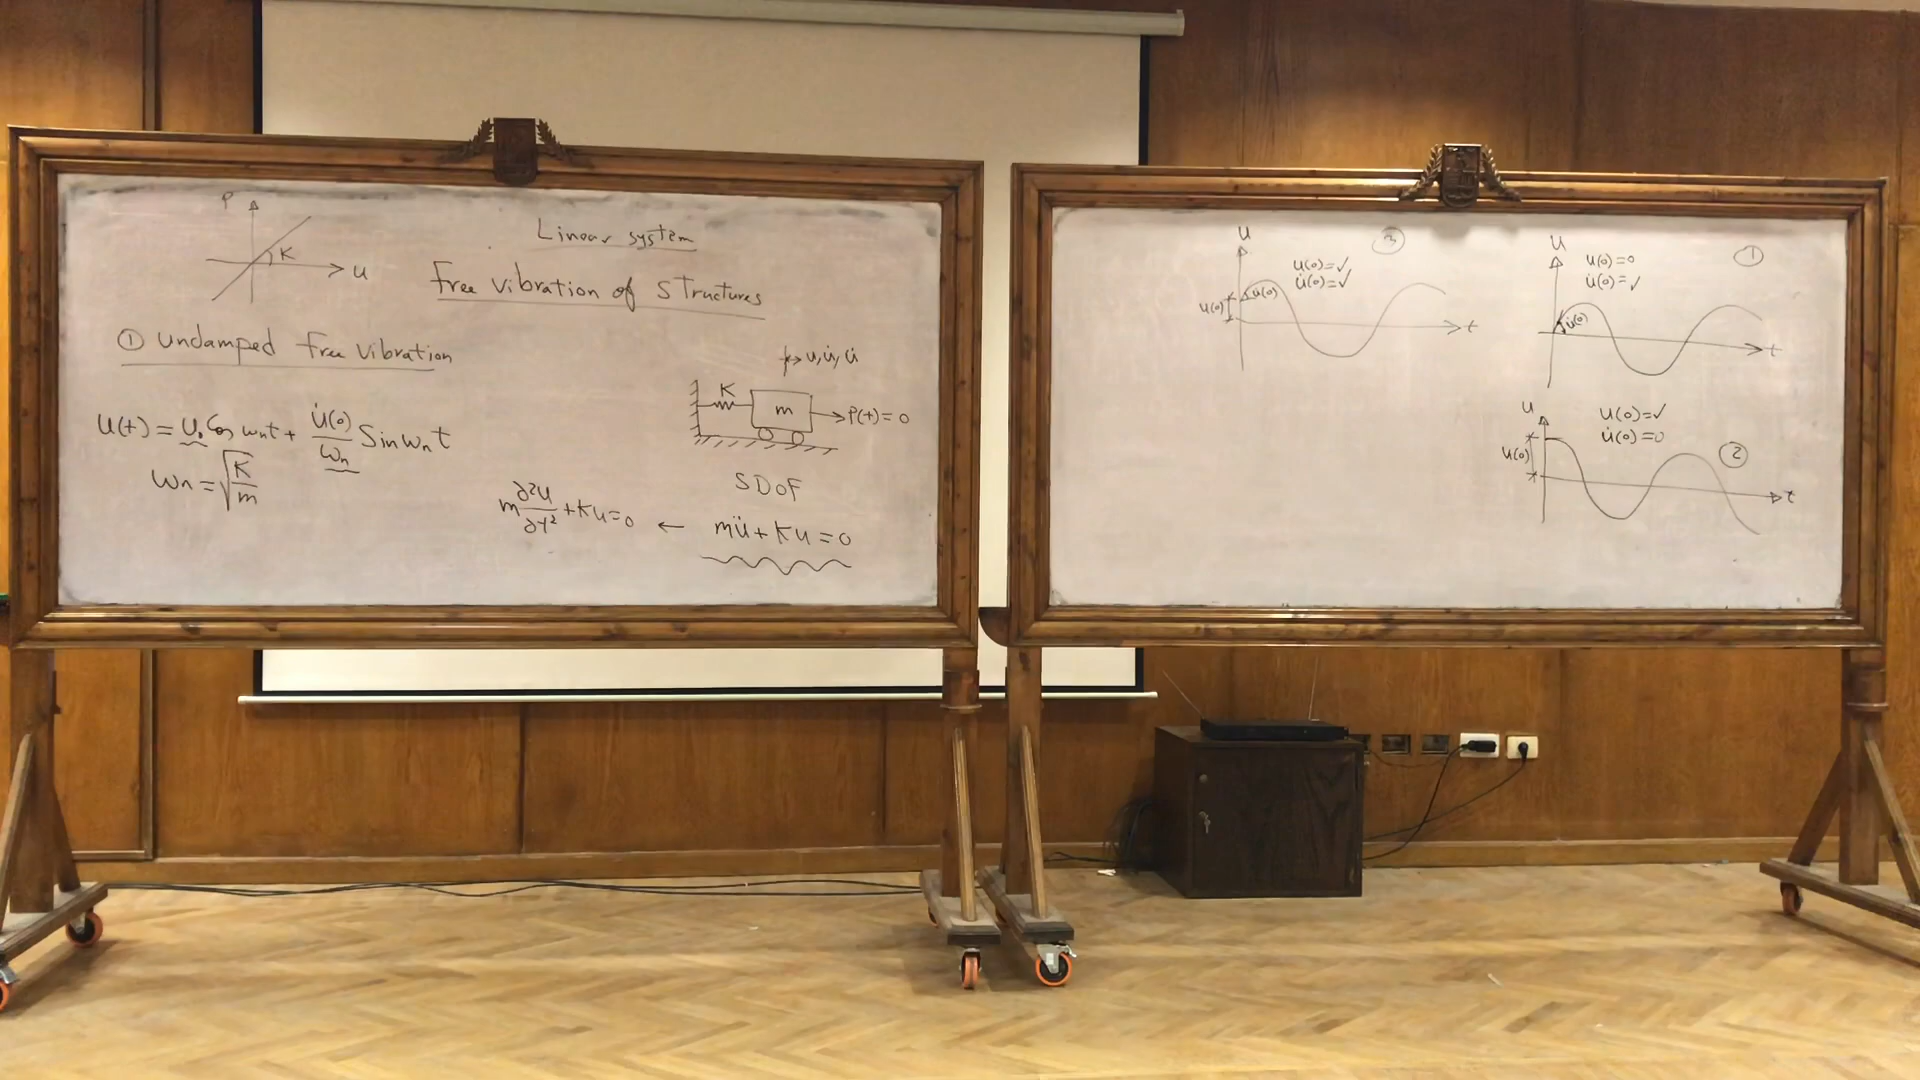 P
K
u
Linear system
Free vibration of structures
① undamped free vibration
u(t) = u₀ Cos ωnt + u̇(0)/ωn Sin ωn t
ωn = √K/m
u, u̇, ü
K
m
P(t) = 0
SDOF
m ∂²u/∂t² + Ku = 0 ← mü + Ku = 0
u
③
u(0) = ✓
u̇(0) = ✓
u̇(0)
u(0)
t
u
①
u(0) = 0
u̇(0) = ✓
u̇(0)
t
u
u(0) = ✓
u̇(0) = 0
②
u(0)
t